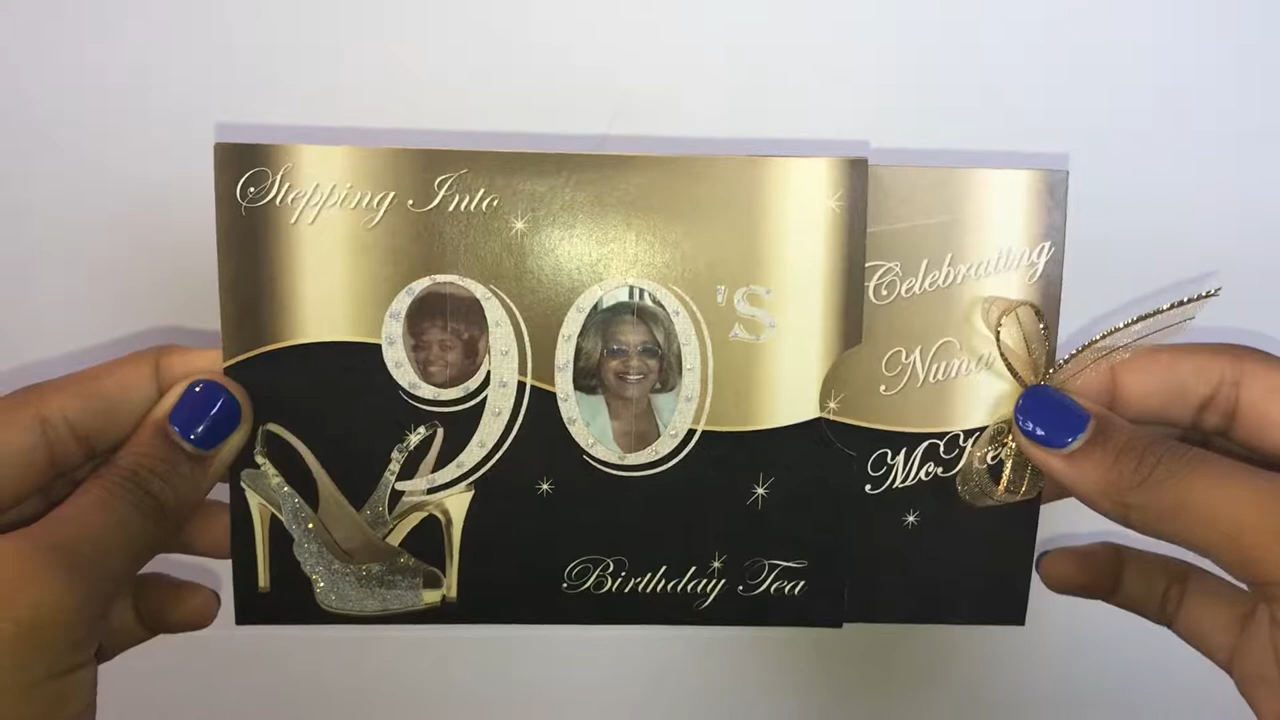 Stepping Into
90's
Birthday Tea
Celebrating
Nuna